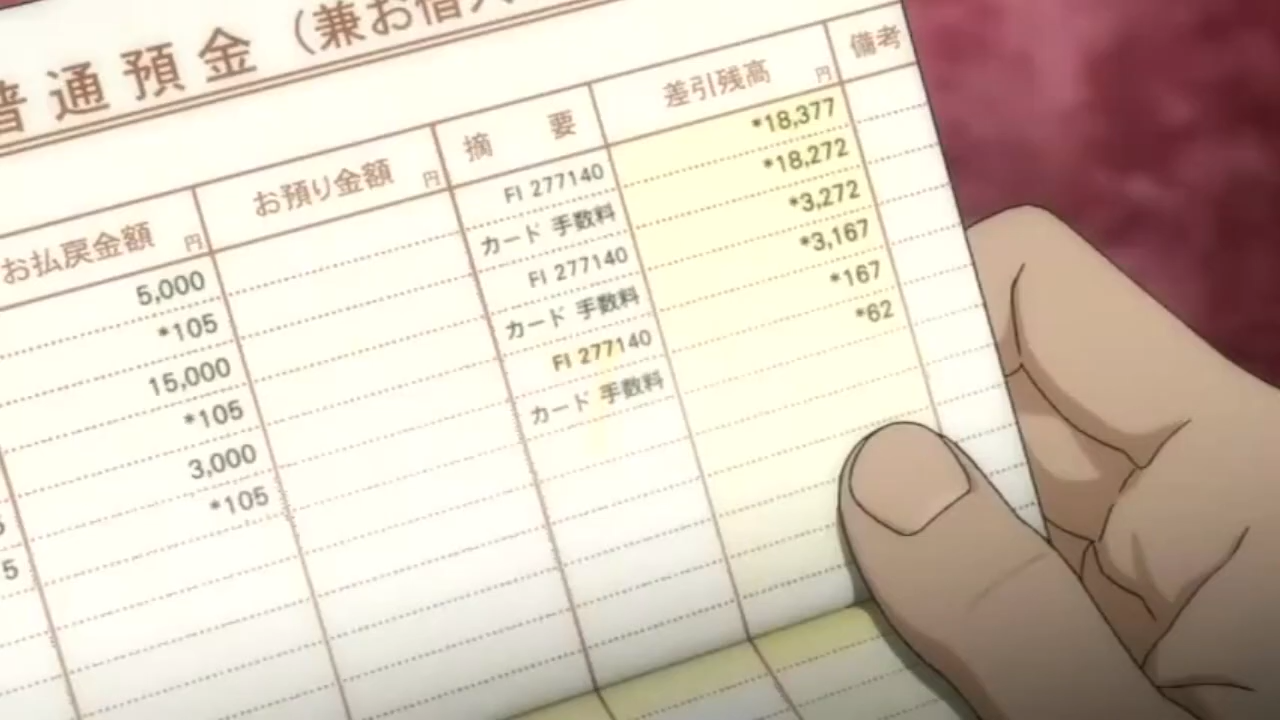 普通預金（兼お借入
お払戻金額 円 お預り金額 円 摘 要 差引残高 円 備考
5,000 FI 277140 *18,377
*105 カード 手数料 *18,272
15,000 FI 277140 *3,272
*105 カード 手数料 *3,167
3,000 FI 277140 *167
*105 カード 手数料 *62
5